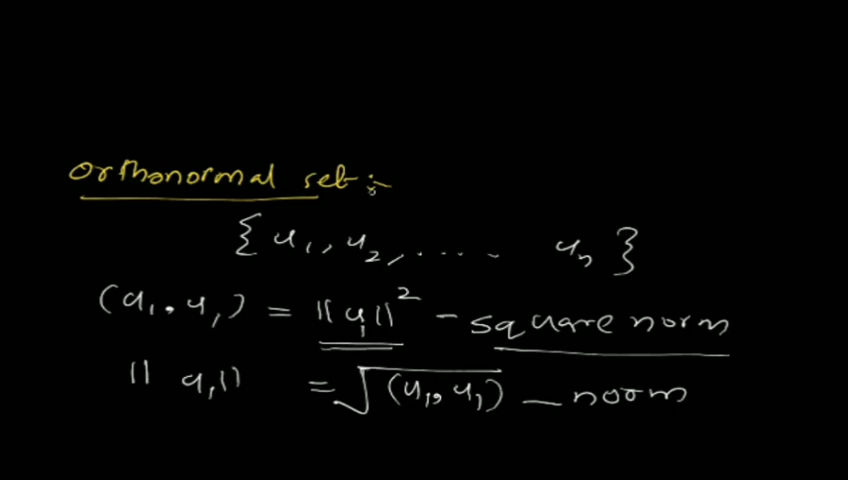 Orthonormal set :-
{ u₁, u₂, .... uₙ }
(u₁, u₁) = ||u₁||² - square norm
|| u₁|| = √(u₁, u₁) - norm